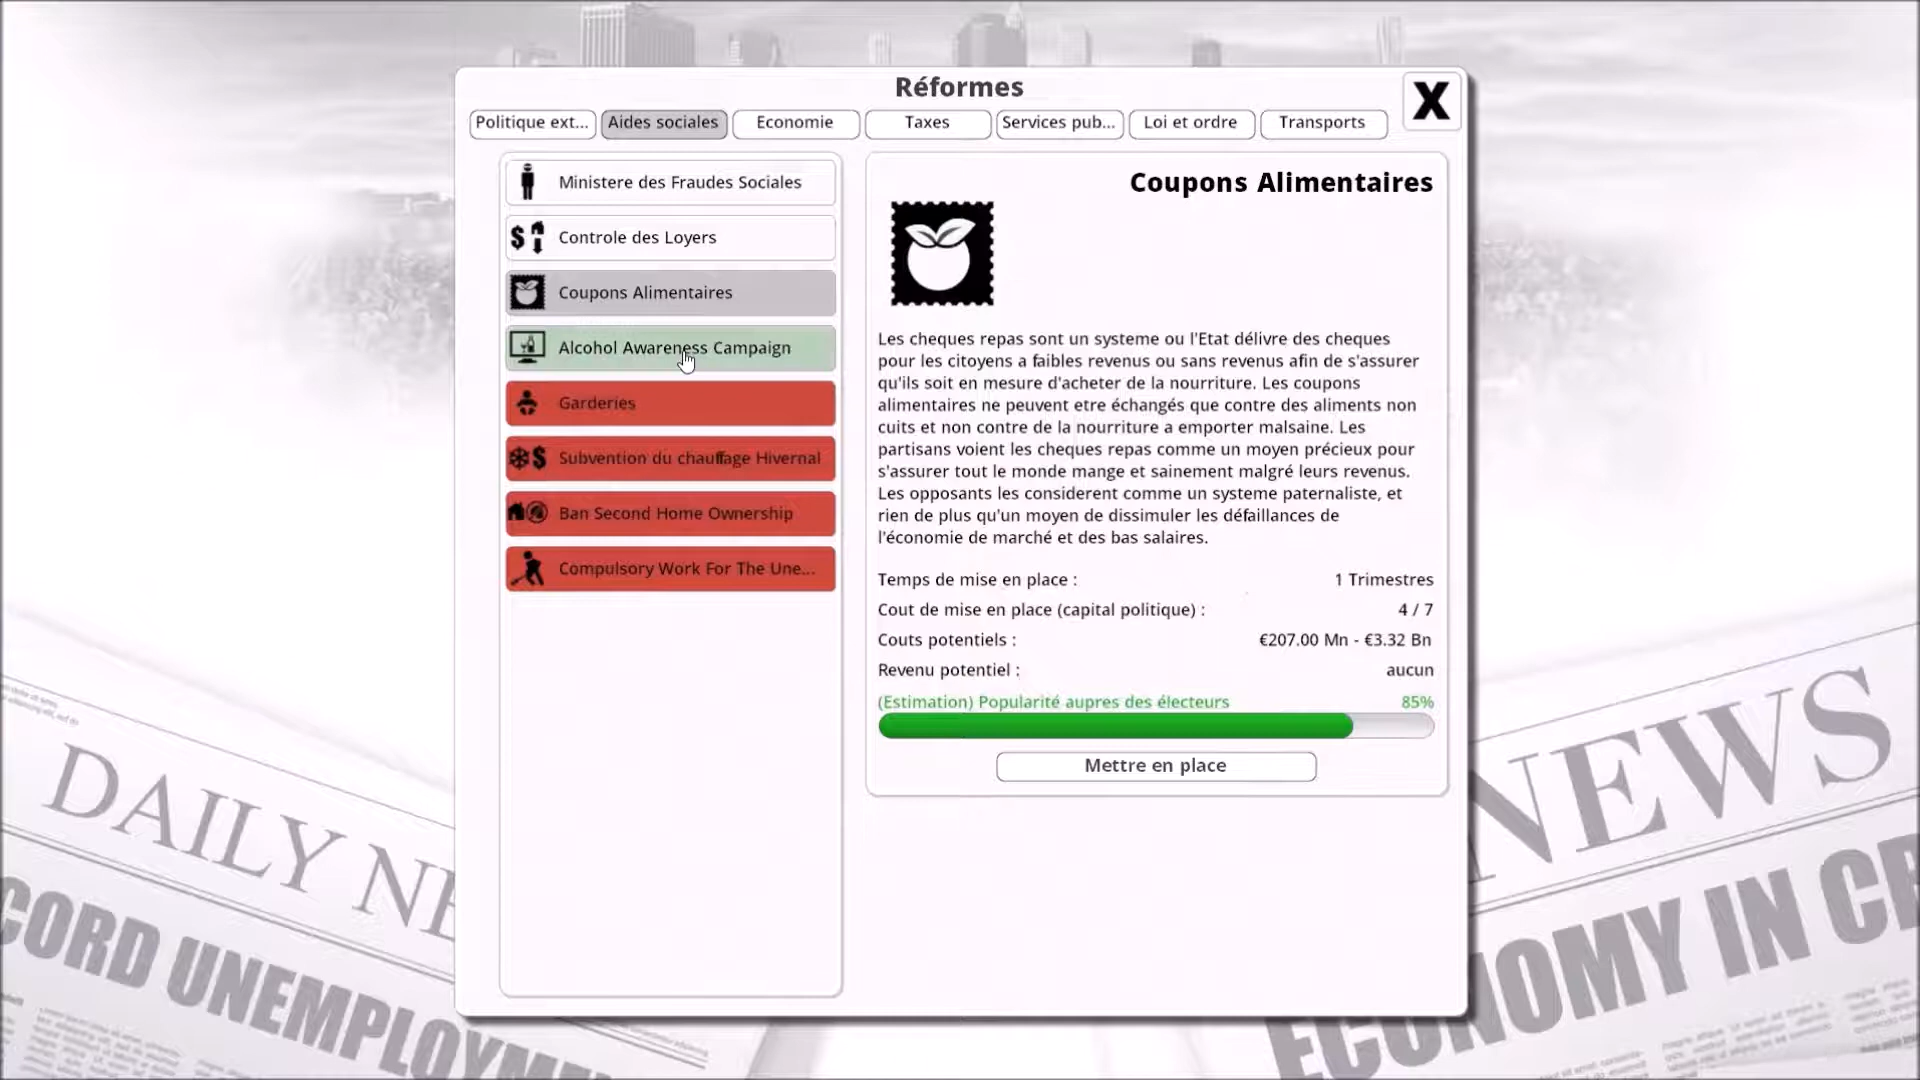 Réformes
X
Politique ext...
Aides sociales
Economie
Taxes
Services pub...
Loi et ordre
Transports
Ministere des Fraudes Sociales
Controle des Loyers
Coupons Alimentaires
Alcohol Awareness Campaign
Garderies
Subvention du chauffage Hivernal
Ban Second Home Ownership
Compulsory Work For The Une...
Coupons Alimentaires
Les cheques repas sont un systeme ou l'Etat délivre des cheques
pour les citoyens a faibles revenus ou sans revenus afin de s'assurer
qu'ils soit en mesure d'acheter de la nourriture. Les coupons
alimentaires ne peuvent etre échangés que contre des aliments non
cuits et non contre de la nourriture a emporter malsaine. Les
partisans voient les cheques repas comme un moyen précieux pour
s'assurer tout le monde mange et sainement malgré leurs revenus.
Les opposants les considerent comme un systeme paternaliste, et
rien de plus qu'un moyen de dissimuler les défaillances de
l'économie de marché et des bas salaires.
Temps de mise en place : 1 Trimestres
Cout de mise en place (capital politique) : 4 / 7
Couts potentiels : €207.00 Mn - €3.32 Bn
Revenu potentiel : aucun
(Estimation) Popularité aupres des électeurs 85%
Mettre en place
DAILY NE
CORD UNEMPLOYME
NEWS
ECONOMY IN CR